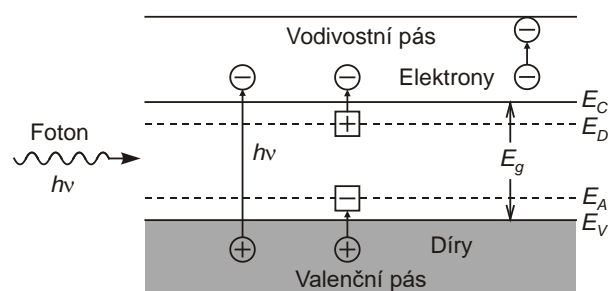 Vodivostní pás
Elektrony
E_C
E_D
Foton
hν
hν
E_g
E_A
E_V
Díry
Valenční pás